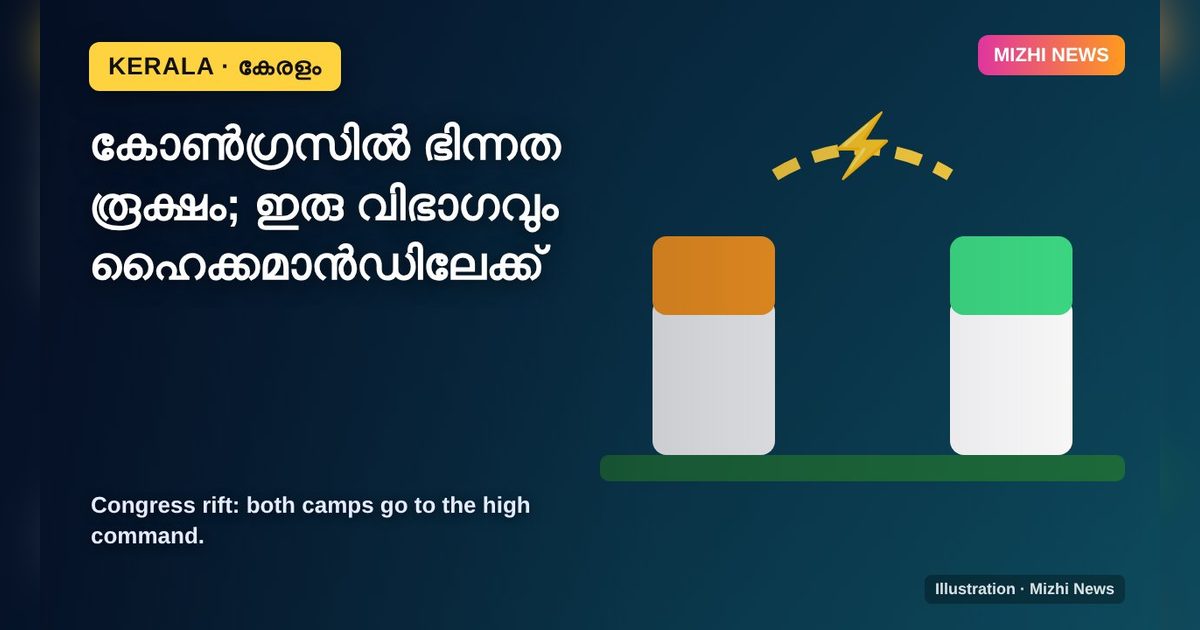 KERALA · കേരളം
MIZHI NEWS
കോൺഗ്രസിൽ ഭിന്നത
രൂക്ഷം; ഇരു വിഭാഗവും
ഹൈക്കമാൻഡിലേക്ക്
Congress rift: both camps go to the high
command.
Illustration · Mizhi News